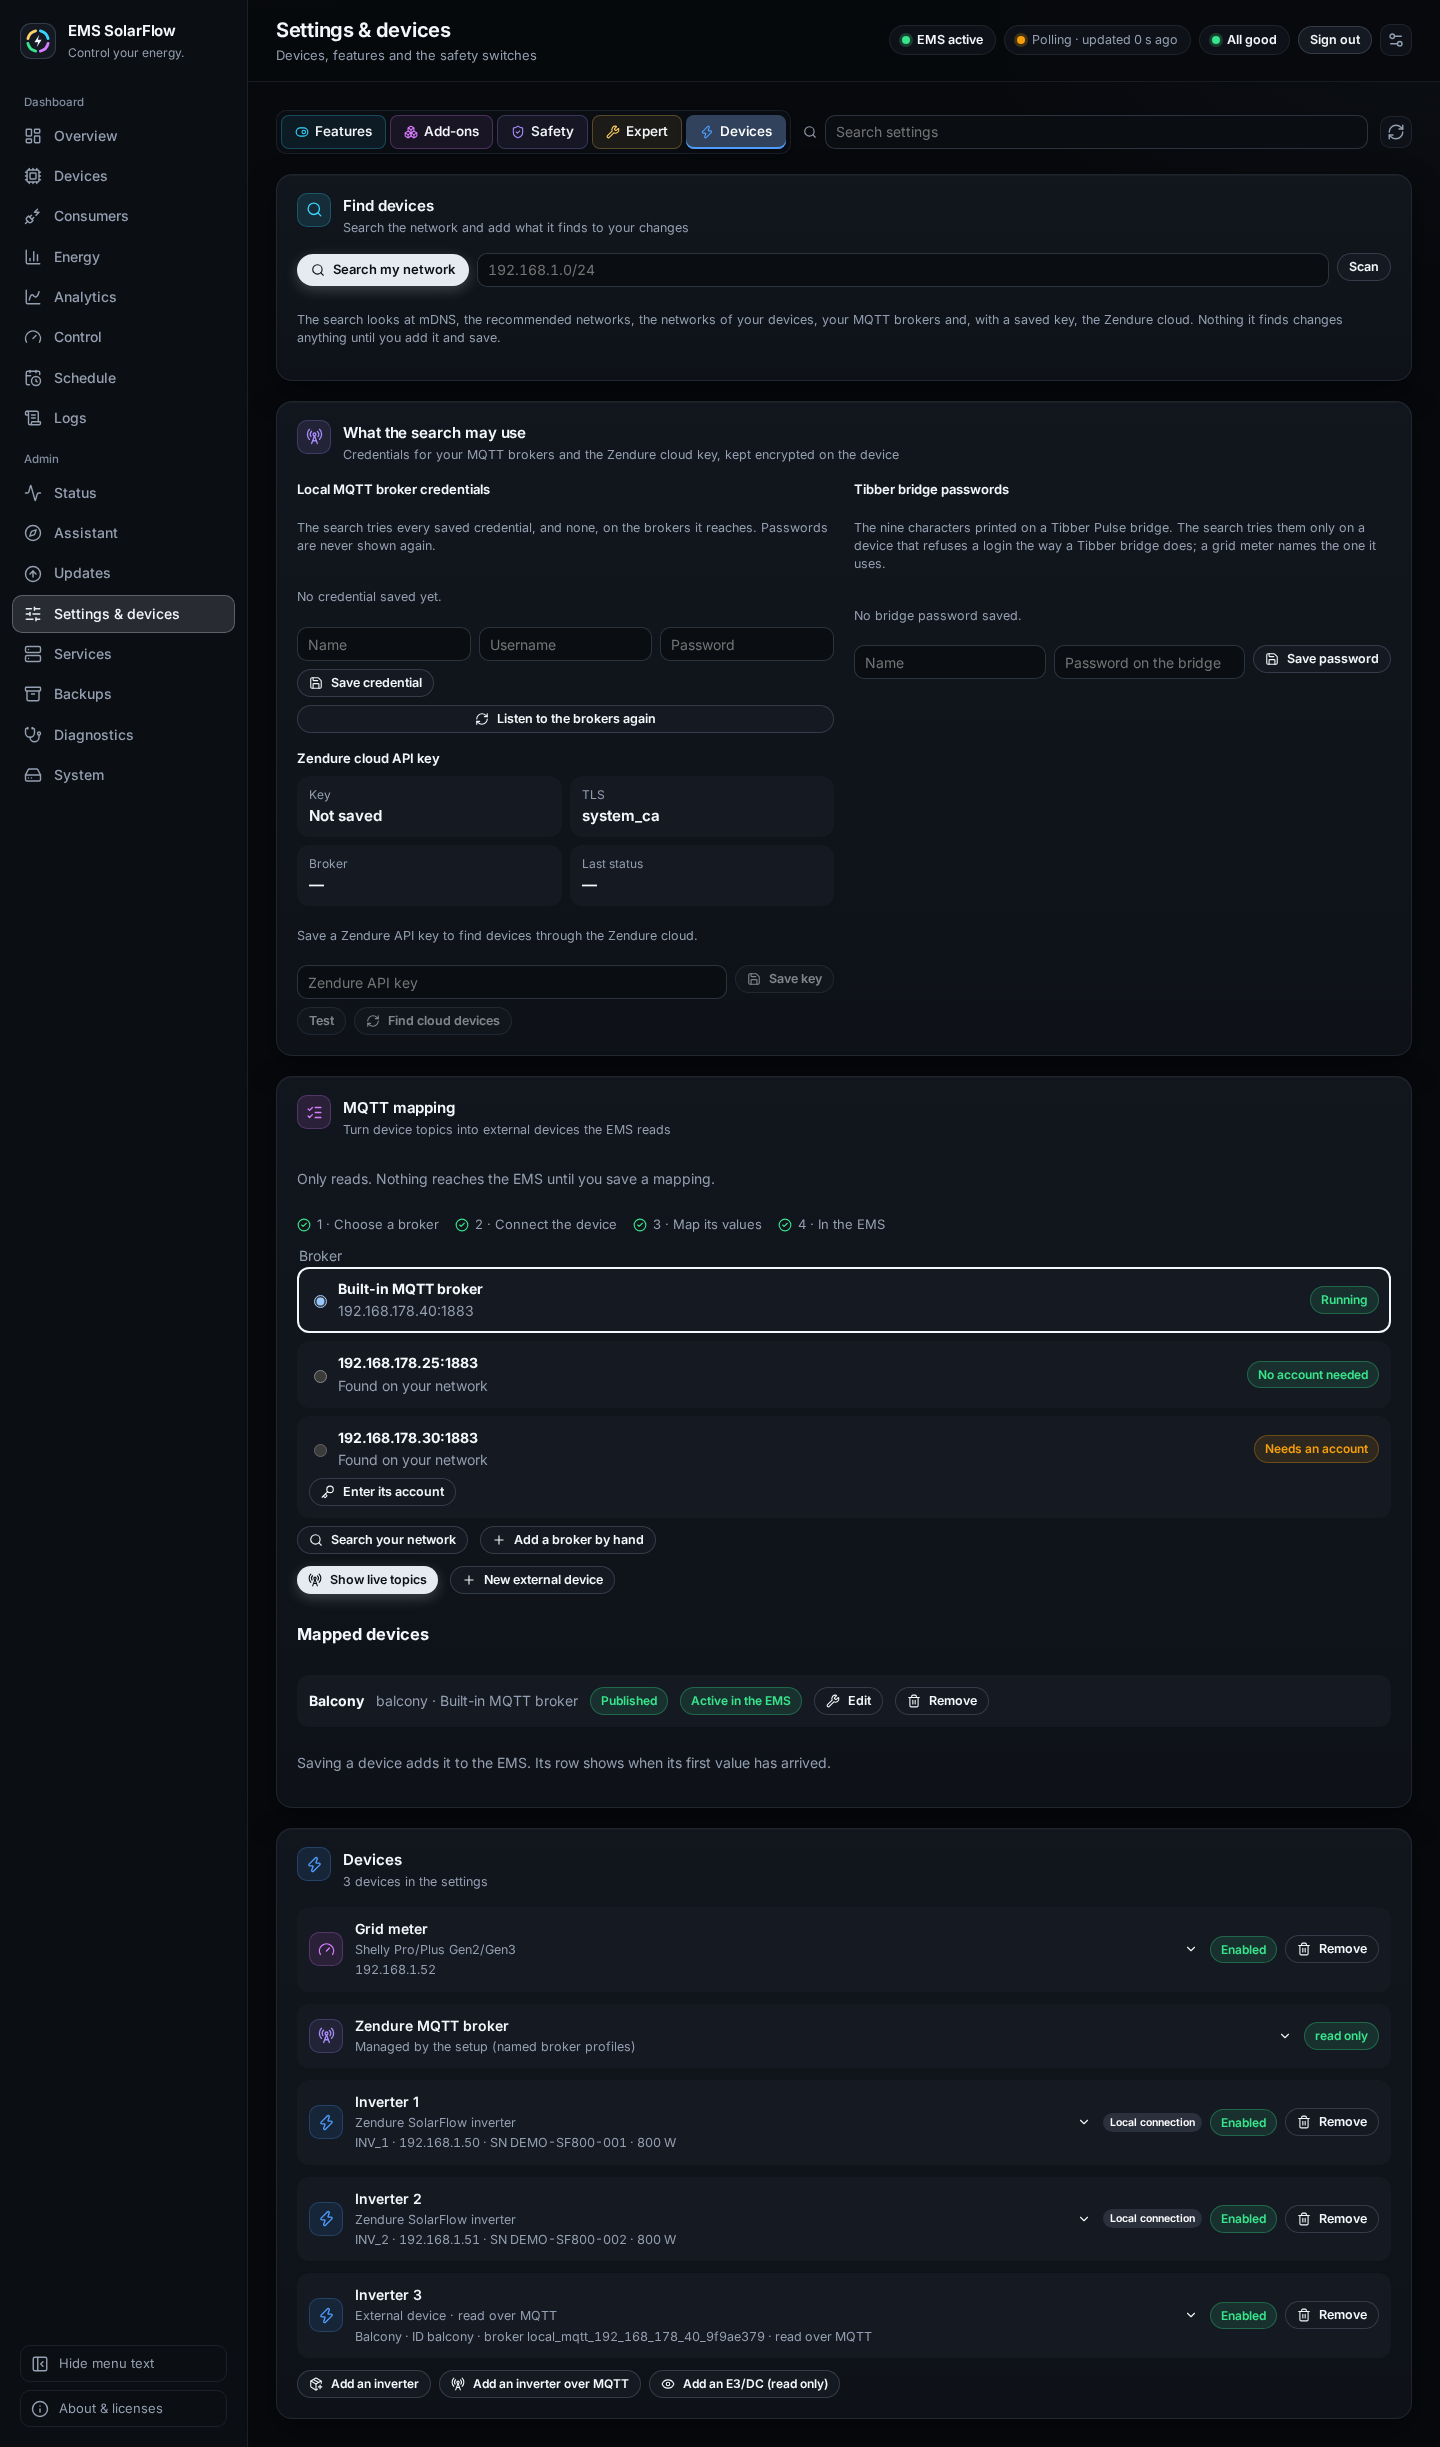 EMS SolarFlow
Control your energy.
Dashboard
Overview
Devices
Consumers
Energy
Analytics
Control
Schedule
Logs
Admin
Status
Assistant
Updates
Settings & devices
Services
Backups
Diagnostics
System
Hide menu text
About & licenses
Settings & devices
Devices, features and the safety switches
EMS active
Polling · updated 0 s ago
All good
Sign out
Features
Add-ons
Safety
Expert
Devices
Search settings
Find devices
Search the network and add what it finds to your changes
Search my network
192.168.1.0/24
Scan
The search looks at mDNS, the recommended networks, the networks of your devices, your MQTT brokers and, with a saved key, the Zendure cloud. Nothing it finds changes
anything until you add it and save.
What the search may use
Credentials for your MQTT brokers and the Zendure cloud key, kept encrypted on the device
Local MQTT broker credentials
The search tries every saved credential, and none, on the brokers it reaches. Passwords
are never shown again.
No credential saved yet.
Name
Username
Password
Save credential
Listen to the brokers again
Zendure cloud API key
Key
Not saved
TLS
system_ca
Broker
—
Last status
—
Save a Zendure API key to find devices through the Zendure cloud.
Zendure API key
Save key
Test
Find cloud devices
Tibber bridge passwords
The nine characters printed on a Tibber Pulse bridge. The search tries them only on a
device that refuses a login the way a Tibber bridge does; a grid meter names the one it
uses.
No bridge password saved.
Name
Password on the bridge
Save password
MQTT mapping
Turn device topics into external devices the EMS reads
Only reads. Nothing reaches the EMS until you save a mapping.
1 · Choose a broker
2 · Connect the device
3 · Map its values
4 · In the EMS
Broker
Built-in MQTT broker
192.168.178.40:1883
Running
192.168.178.25:1883
Found on your network
No account needed
192.168.178.30:1883
Found on your network
Needs an account
Enter its account
Search your network
Add a broker by hand
Show live topics
New external device
Mapped devices
Balcony
balcony · Built-in MQTT broker
Published
Active in the EMS
Edit
Remove
Saving a device adds it to the EMS. Its row shows when its first value has arrived.
Devices
3 devices in the settings
Grid meter
Shelly Pro/Plus Gen2/Gen3
192.168.1.52
Enabled
Remove
Zendure MQTT broker
Managed by the setup (named broker profiles)
read only
Inverter 1
Zendure SolarFlow inverter
INV_1 · 192.168.1.50 · SN DEMO-SF800-001 · 800 W
Local connection
Enabled
Remove
Inverter 2
Zendure SolarFlow inverter
INV_2 · 192.168.1.51 · SN DEMO-SF800-002 · 800 W
Local connection
Enabled
Remove
Inverter 3
External device · read over MQTT
Balcony · ID balcony · broker local_mqtt_192_168_178_40_9f9ae379 · read over MQTT
Enabled
Remove
Add an inverter
Add an inverter over MQTT
Add an E3/DC (read only)